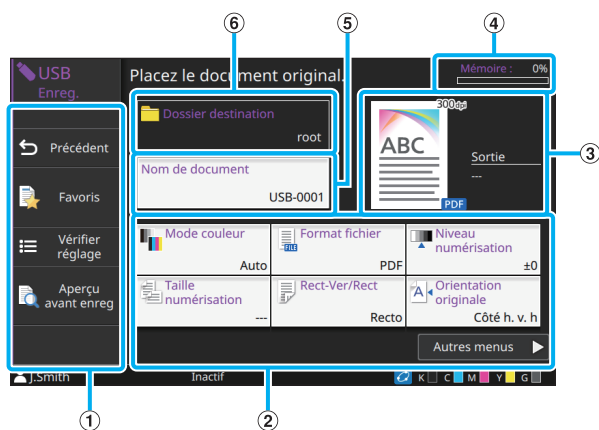 ⑥
⑤
④
USB
Enreg.
Placez le document original.
Mémoire : 0%
Dossier destination
root
Nom de document
USB-0001
300dpi
ABC
PDF
Sortie
---
③
Précédent
Favoris
Vérifier
réglage
Aperçu
avant enreg
Mode couleur
Auto
Format fichier
FILE
PDF
Niveau
numérisation
±0
Taille
numérisation
---
Rect-Ver/Rect
Recto
A
Orientation
originale
Côté h. v. h
Autres menus
J.Smith
Inactif
K C M Y G
①
②